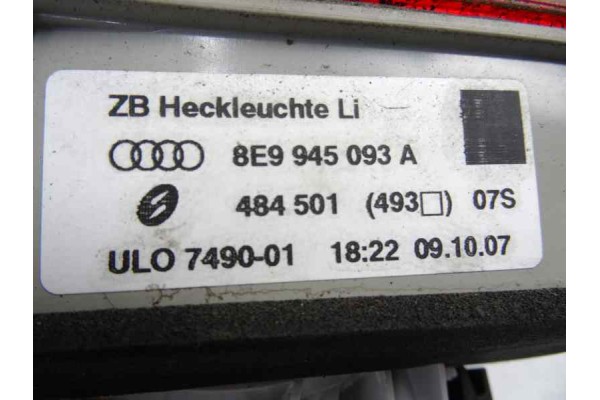 ZB Heckleuchte Li
8E9 945 093 A
484 501 (493□) 07S
ULO 7490-01 18:22 09.10.07